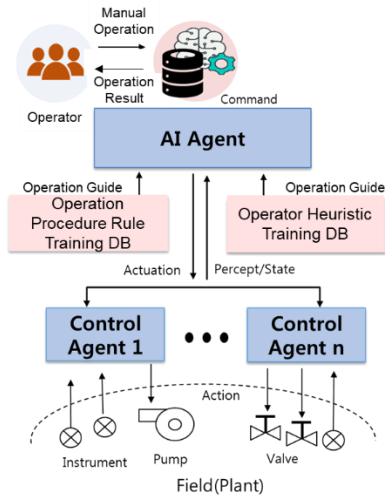 Manual
Operation
Operation
Result
Operator
Command
AI Agent
Operation Guide
Operation
Procedure Rule
Training DB
Operation Guide
Operator Heuristic
Training DB
Actuation
Percept/State
Control
Agent 1
Control
Agent n
Action
Instrument
Pump
Valve
Field(Plant)